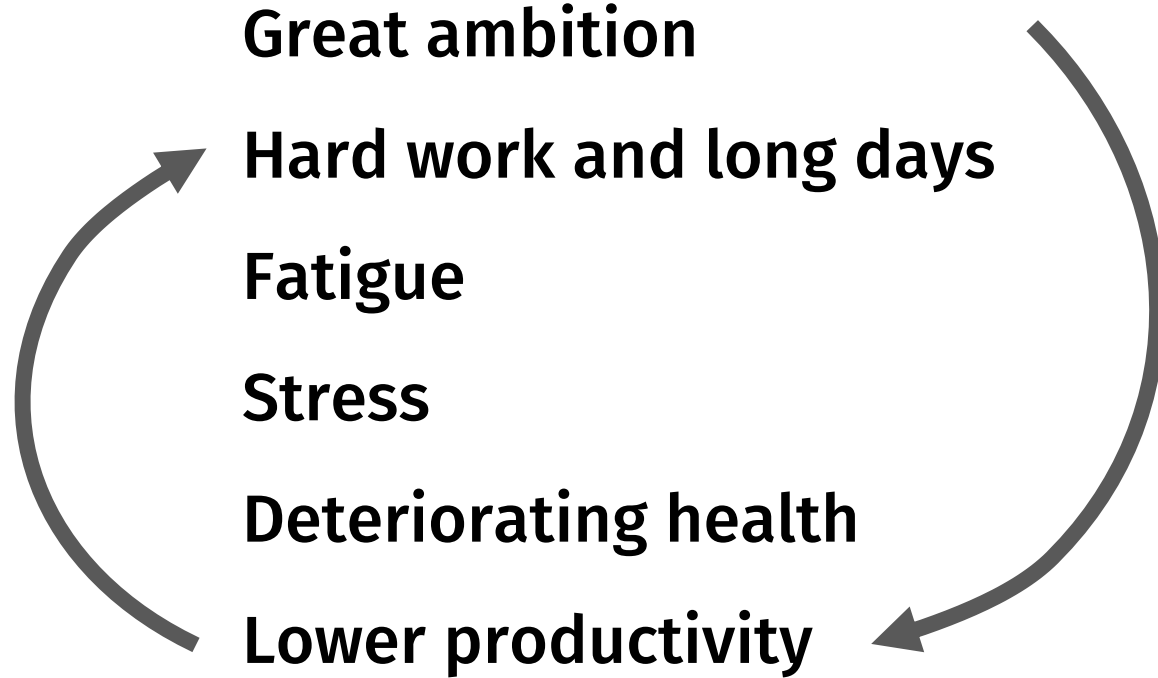 Great ambition
Hard work and long days
Fatigue
Stress
Deteriorating health
Lower productivity